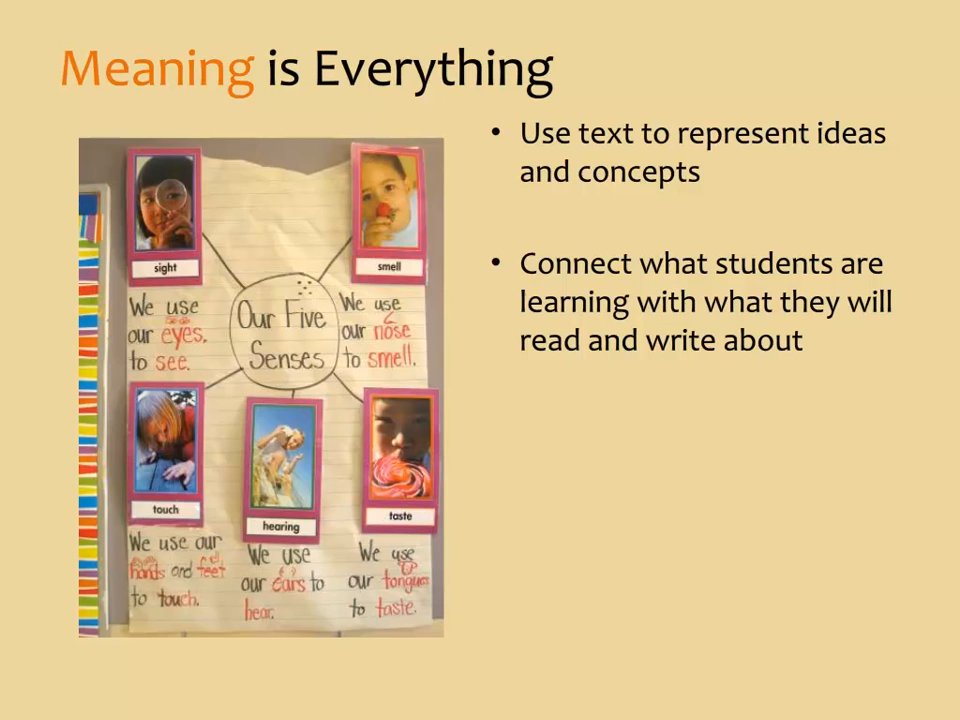 Meaning is Everything
• Use text to represent ideas
and concepts
• Connect what students are
learning with what they will
read and write about
sight
smell
Our Five
Senses
We use
our eyes.
to see.
We use
our nose
to smell.
touch
hearing
taste
We use our
hands and feet
to touch.
We use
our ears to
hear.
We use
our tongues
to taste.